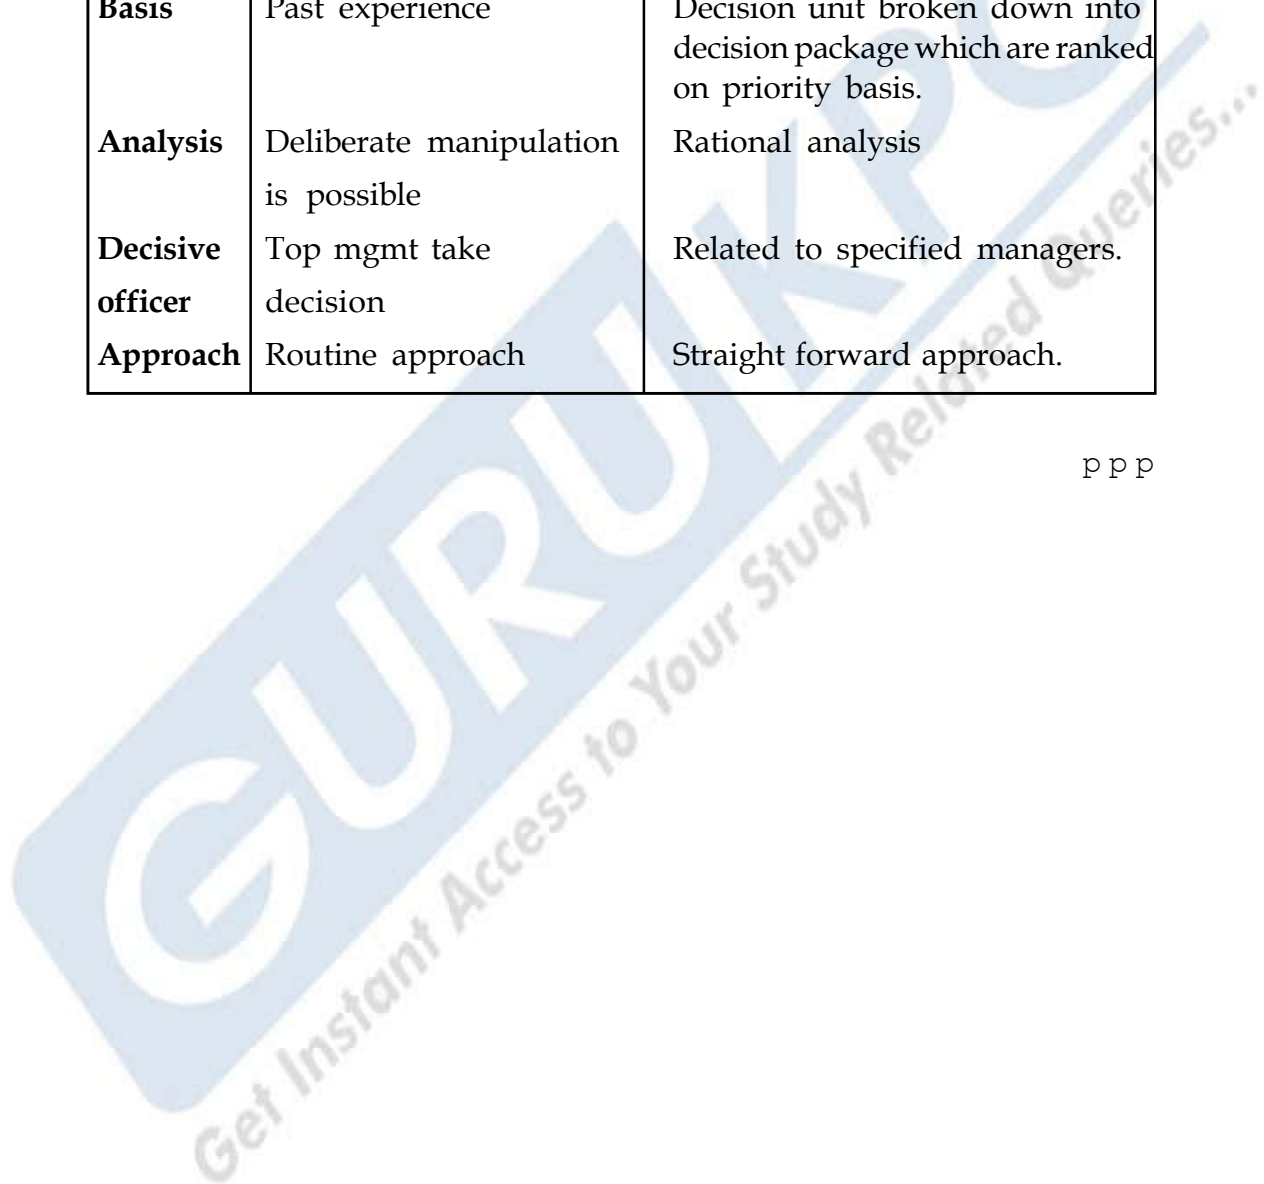 Basis Past experience Decision unit broken down into
decision package which are ranked
on priority basis.
Analysis Deliberate manipulation Rational analysis
is possible
Decisive Top mgmt take Related to specified managers.
officer decision
Approach Routine approach Straight forward approach.
p p p
GURUKPO
Get Instant Access to Your Study Related Queries...